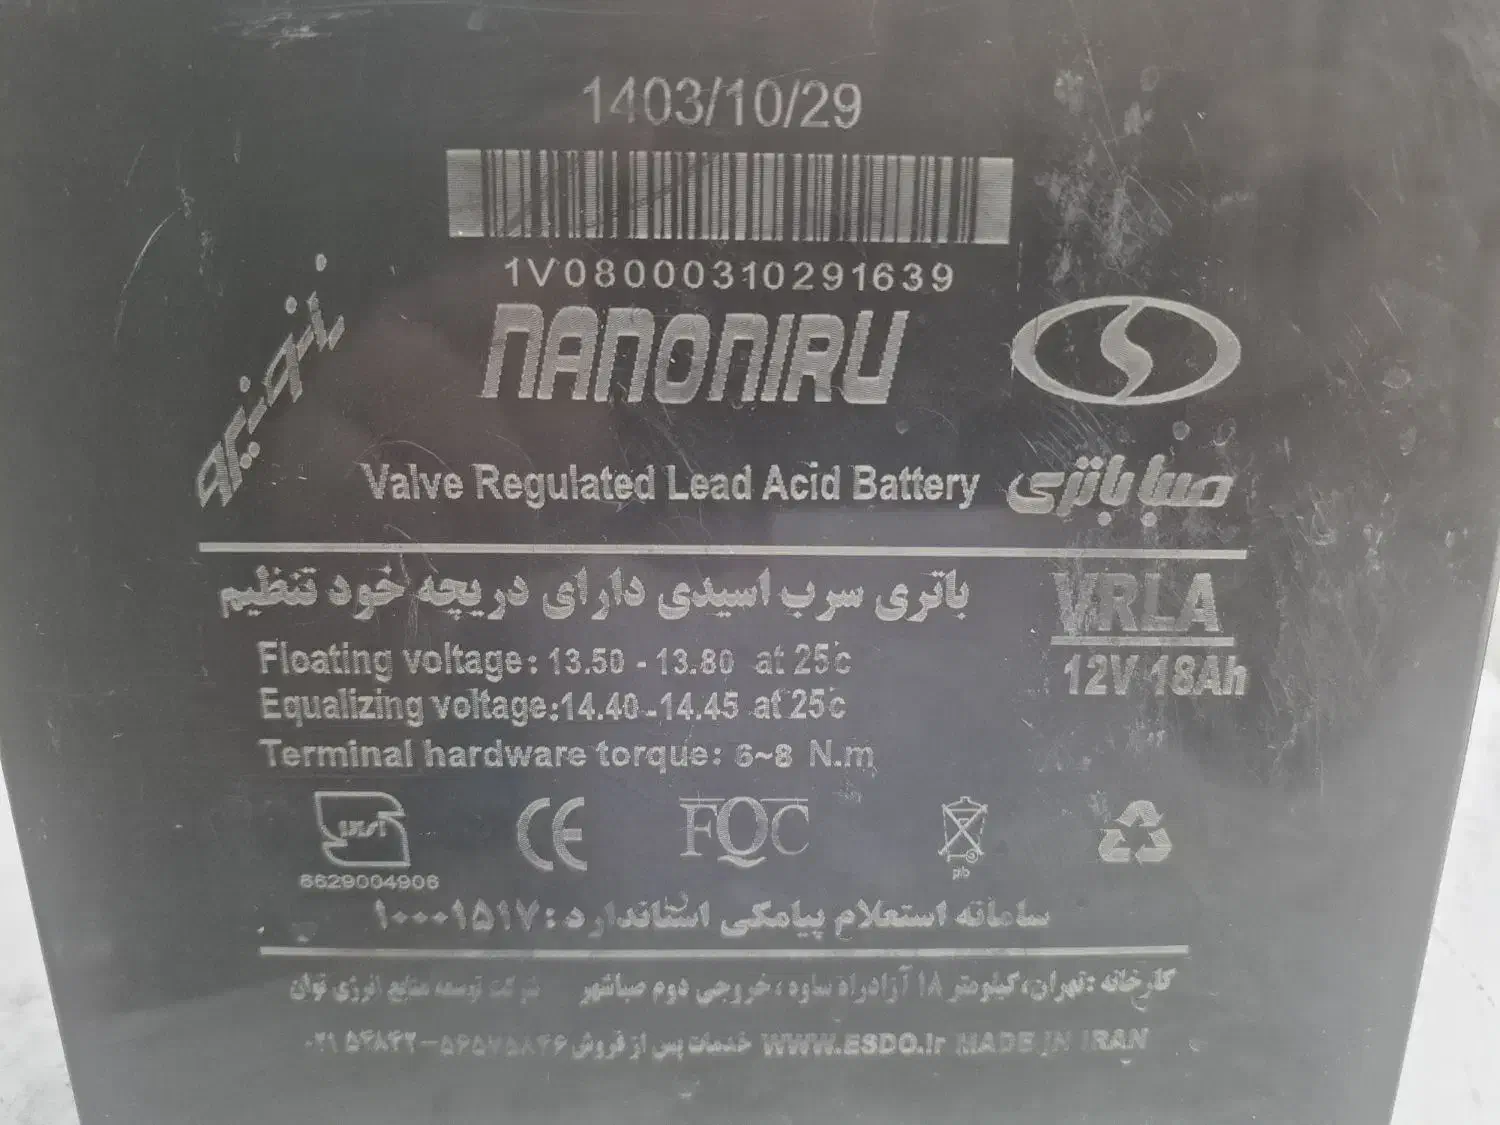 1403/10/29
1V08000310291639
NANONIRU
نانونیرو
Valve Regulated Lead Acid Battery
صبا باتری
باتری سرب اسیدی دارای دریچه خود تنظیم
VRLA
12V 18Ah
Floating voltage: 13.50 - 13.80 at 25c
Equalizing voltage:14.40-14.45 at 25c
Terminal hardware torque: 6~8 N.m
CE
FQC
pb
6629004906
سامانه استعلام پیامکی استاندارد : ۱۰۰۰۱۵۱۷
کارخانه : تهران، کیلومتر ۱۸ آزادراه ساوه ، خروجی دوم صباشهر شرکت توسعه منابع انرژی توان
WWW.ESDO.ir MADE IN IRAN خدمات پس از فروش